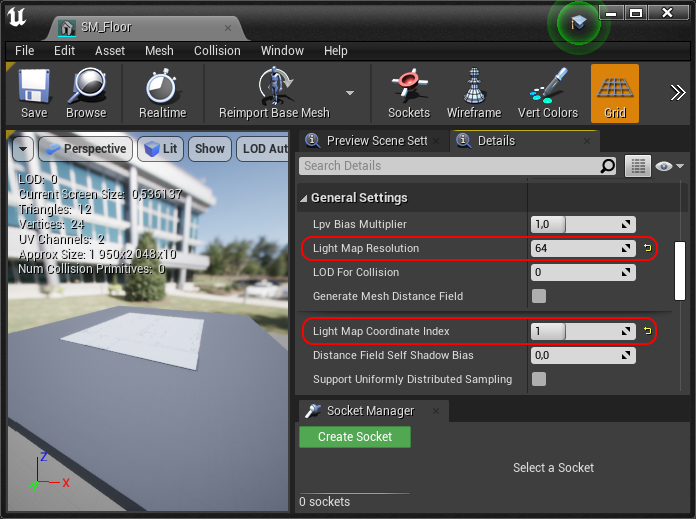 SM_Floor
File Edit Asset Mesh Collision Window Help
Save Browse Realtime Reimport Base Mesh Sockets Wireframe Vert Colors Grid
Perspective Lit Show LOD Aut
LOD: 0
Current Screen Size: 0,536137
Triangles: 12
Vertices: 24
UV Channels: 2
Approx Size: 1 950x2 048x10
Num Collision Primitives: 0
Z
Y
X
Preview Scene Sett Details
Search Details
General Settings
Lpv Bias Multiplier 1,0
Light Map Resolution 64
LOD For Collision 0
Generate Mesh Distance Field
Light Map Coordinate Index 1
Distance Field Self Shadow Bias 0,0
Support Uniformly Distributed Sampling
Socket Manager
Create Socket
Select a Socket
0 sockets